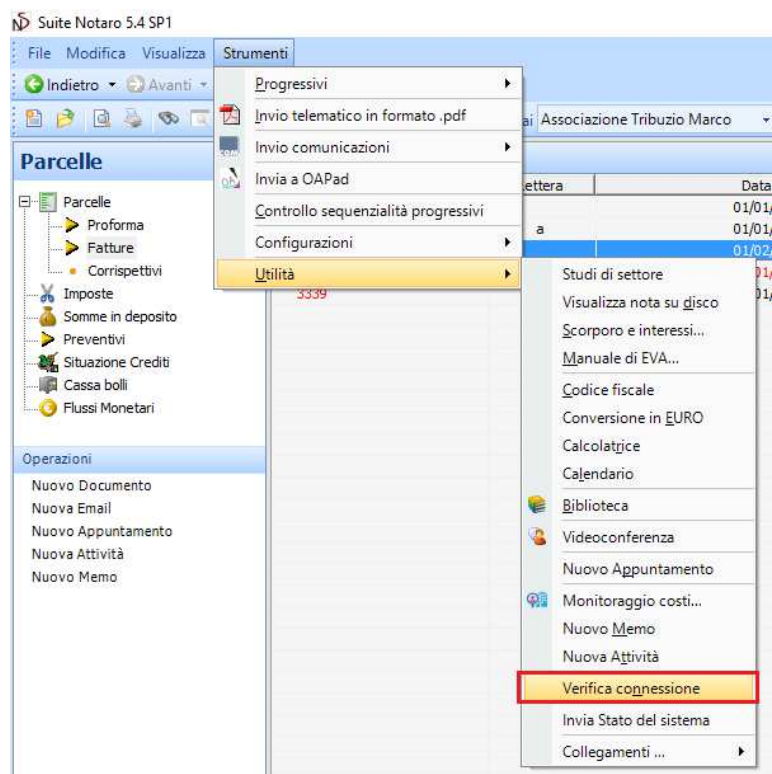 Suite Notaro 5.4 SP1
File Modifica Visualizza Strumenti
Indietro Avanti
Progressivi
Invio telematico in formato .pdf
Invio comunicazioni
Invia a OAPad
Controllo sequenzialità progressivi
Configurazioni
Utilità
ai Associazione Tribuzio Marco
Parcelle
Parcelle
Proforma
Fatture
Corrispettivi
Imposte
Somme in deposito
Preventivi
Situazione Crediti
Cassa bolli
Flussi Monetari
Operazioni
Nuovo Documento
Nuova Email
Nuovo Appuntamento
Nuova Attività
Nuovo Memo
ettera Data
01/01/
a 01/01/
01/02/
01/
3339 01/
Studi di settore
Visualizza nota su disco
Scorporo e interessi...
Manuale di EVA...
Codice fiscale
Conversione in EURO
Calcolatrice
Calendario
Biblioteca
Videoconferenza
Nuovo Appuntamento
Monitoraggio costi...
Nuovo Memo
Nuova Attività
Verifica connessione
Invia Stato del sistema
Collegamenti ...